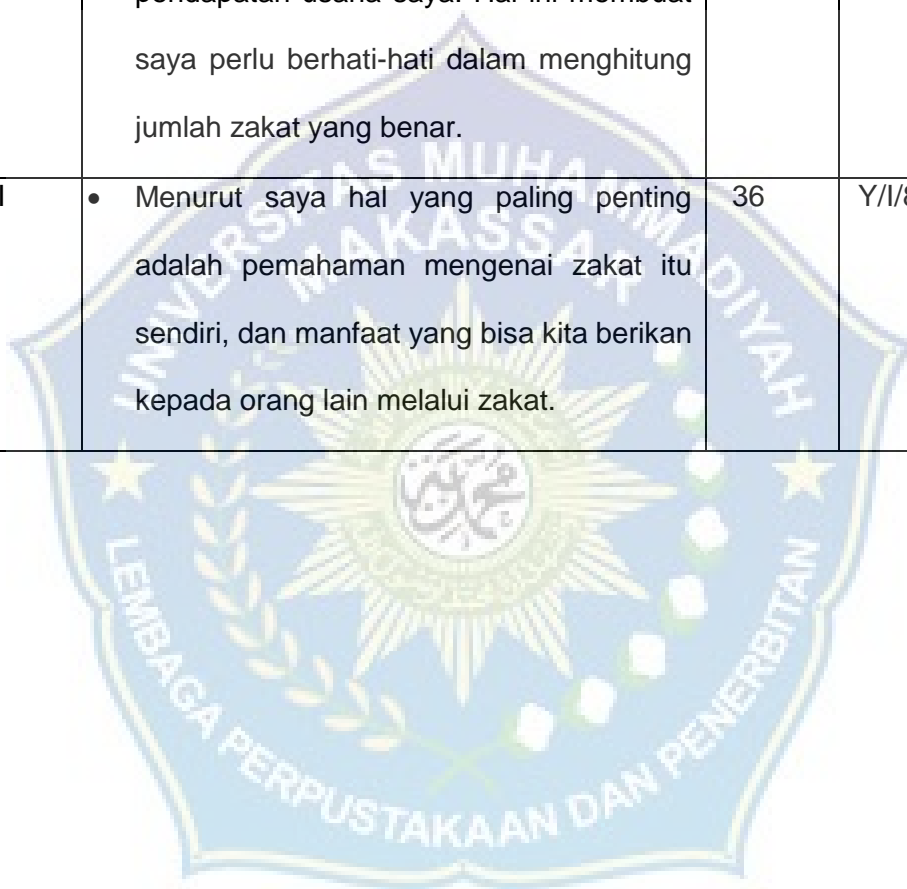 saya perlu berhati-hati dalam menghitung
jumlah zakat yang benar.
• Menurut saya hal yang paling penting 36
adalah pemahaman mengenai zakat itu
sendiri, dan manfaat yang bisa kita berikan
kepada orang lain melalui zakat.
UNIVERSITAS MUHAMMADIYAH
MAKASSAR
LEMBAGA PERPUSTAKAAN DAN PENERBITAN